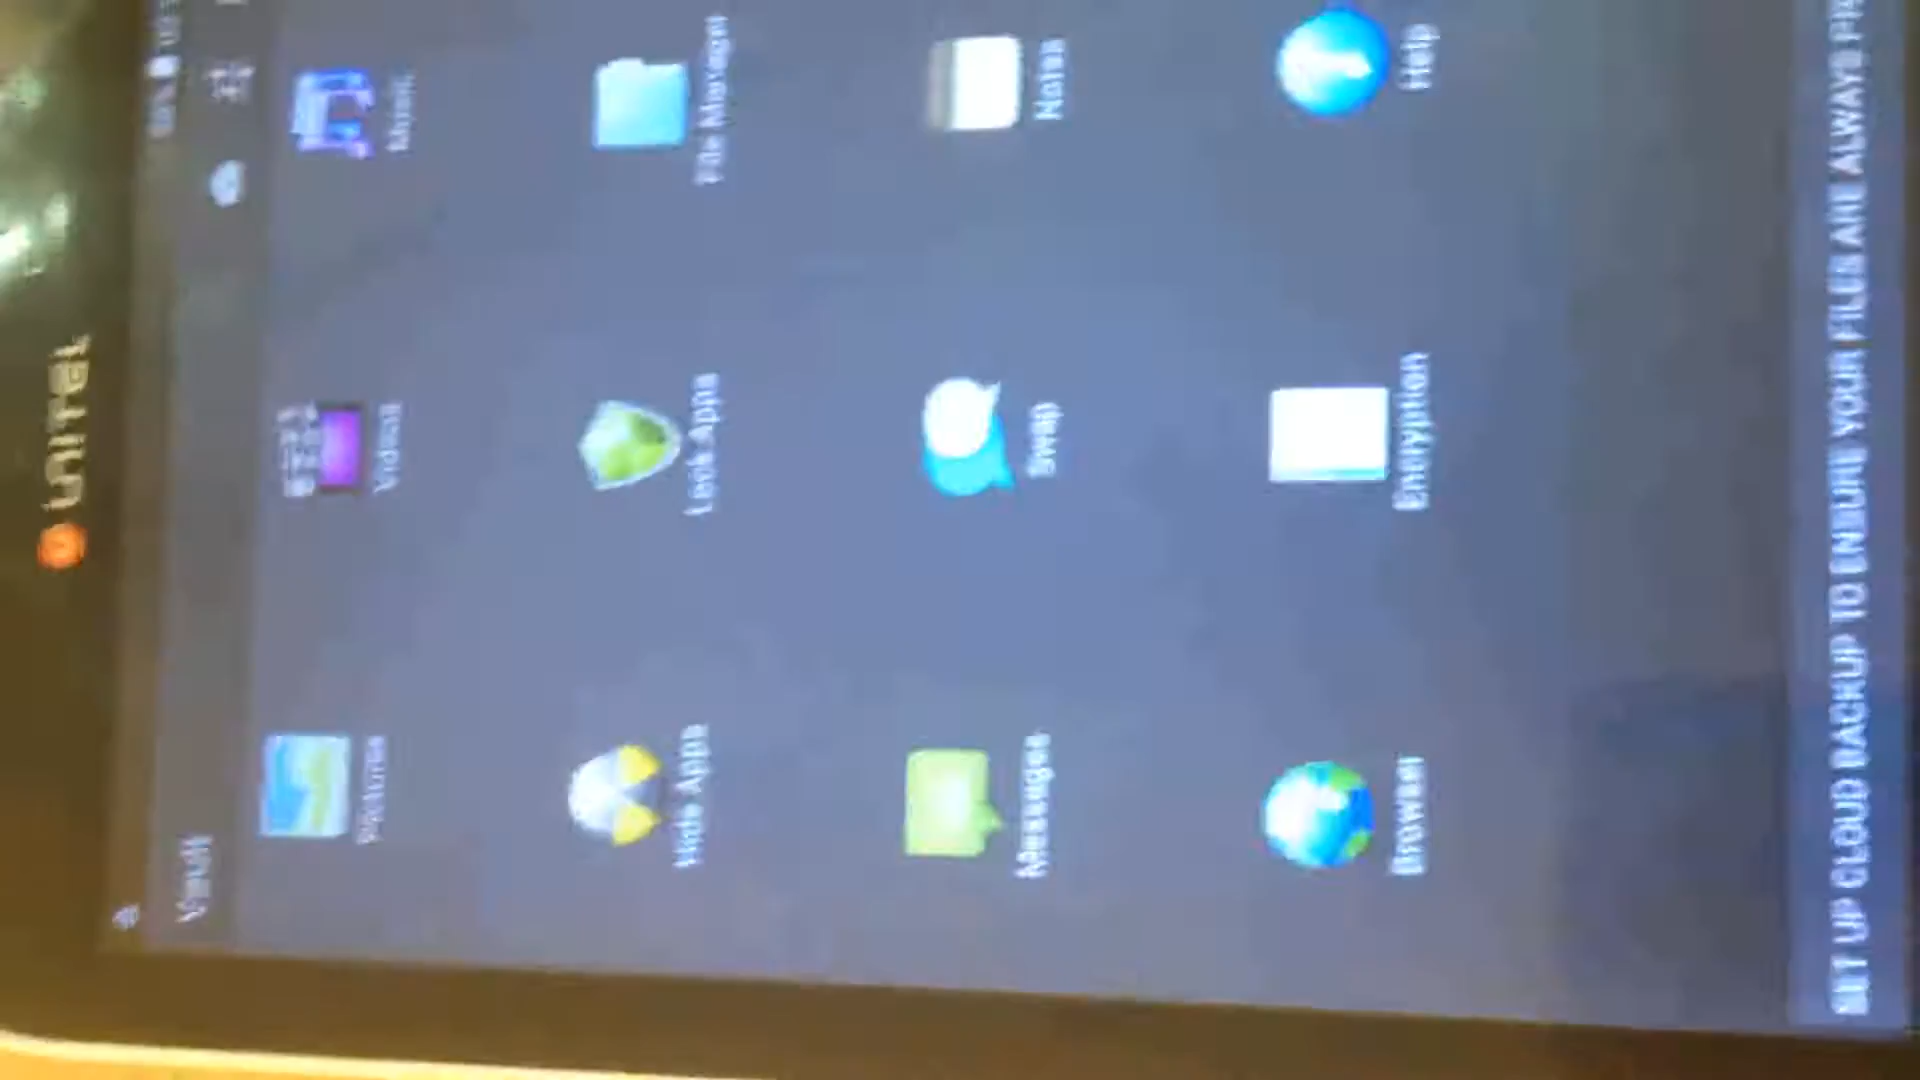 unitel
Vault
Pictures
Videos
Music
Hide Apps
Lock Apps
File Manager
Messages
Swap
Notes
Browser
Encryption
Help
SET UP CLOUD BACKUP TO ENSURE YOUR FILES ARE ALWAYS